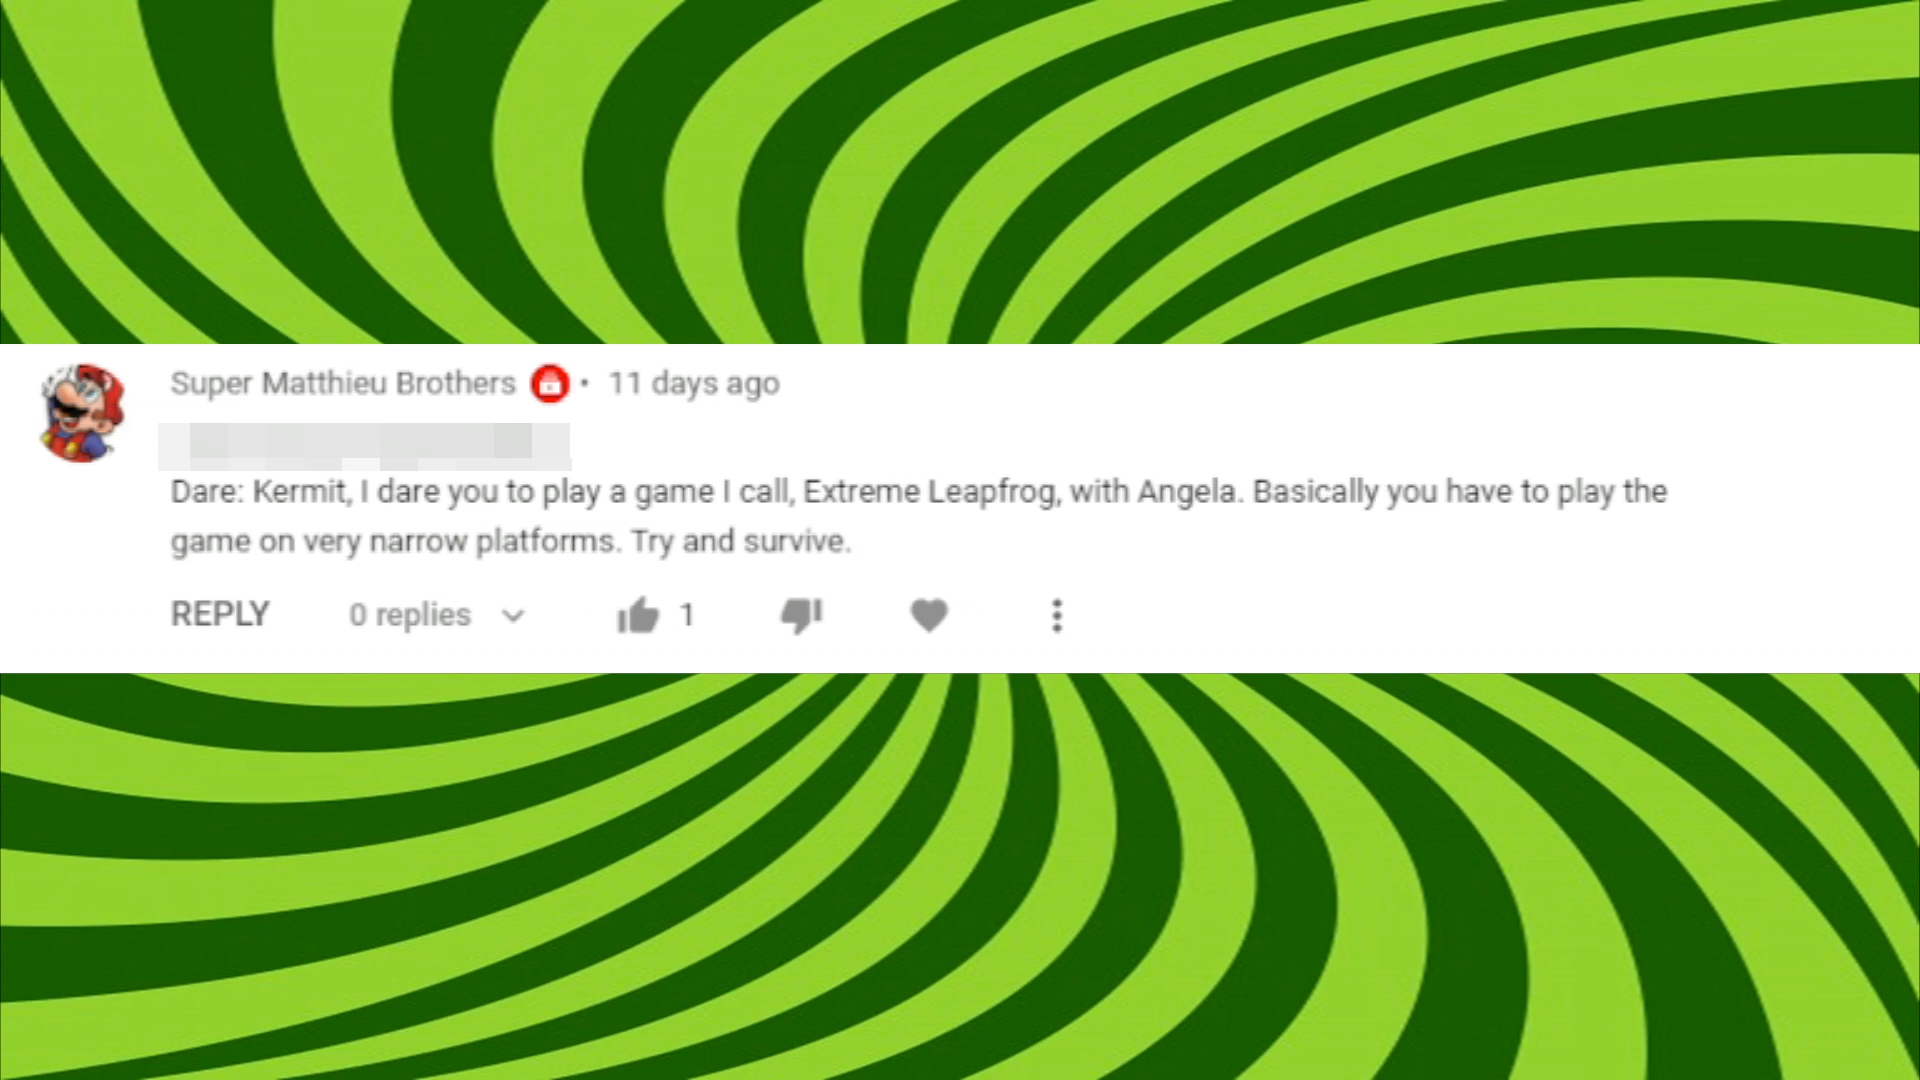 Super Matthieu Brothers • 11 days ago
Dare: Kermit, I dare you to play a game I call, Extreme Leapfrog, with Angela. Basically you have to play the
game on very narrow platforms. Try and survive.
REPLY 0 replies 1